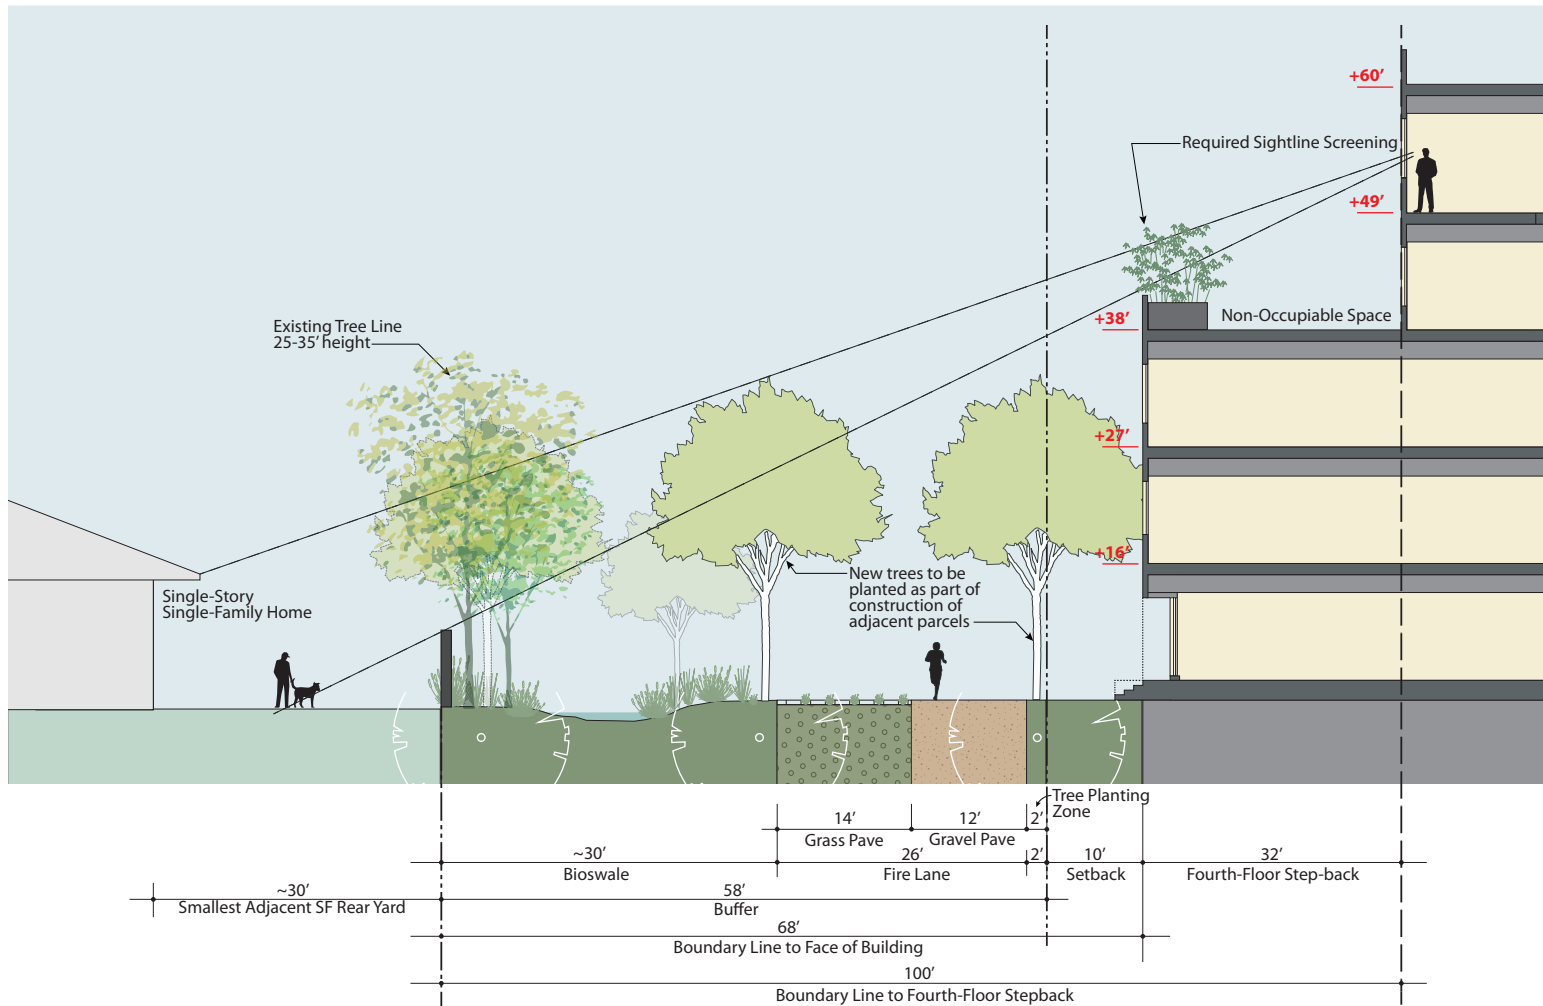 +60’
Required Sightline Screening
+49’
+38’
Non-Occupiable Space
Existing Tree Line
25-35’ height
+27’
+16’
New trees to be
planted as part of
construction of
adjacent parcels
Single-Story
Single-Family Home
Tree Planting
Zone
14’
12’
2’
Grass Pave
Gravel Pave
~30’
26’
2’
10’
32’
Bioswale
Fire Lane
Setback
Fourth-Floor Step-back
~30’
58’
Smallest Adjacent SF Rear Yard
Buffer
68’
Boundary Line to Face of Building
100’
Boundary Line to Fourth-Floor Stepback